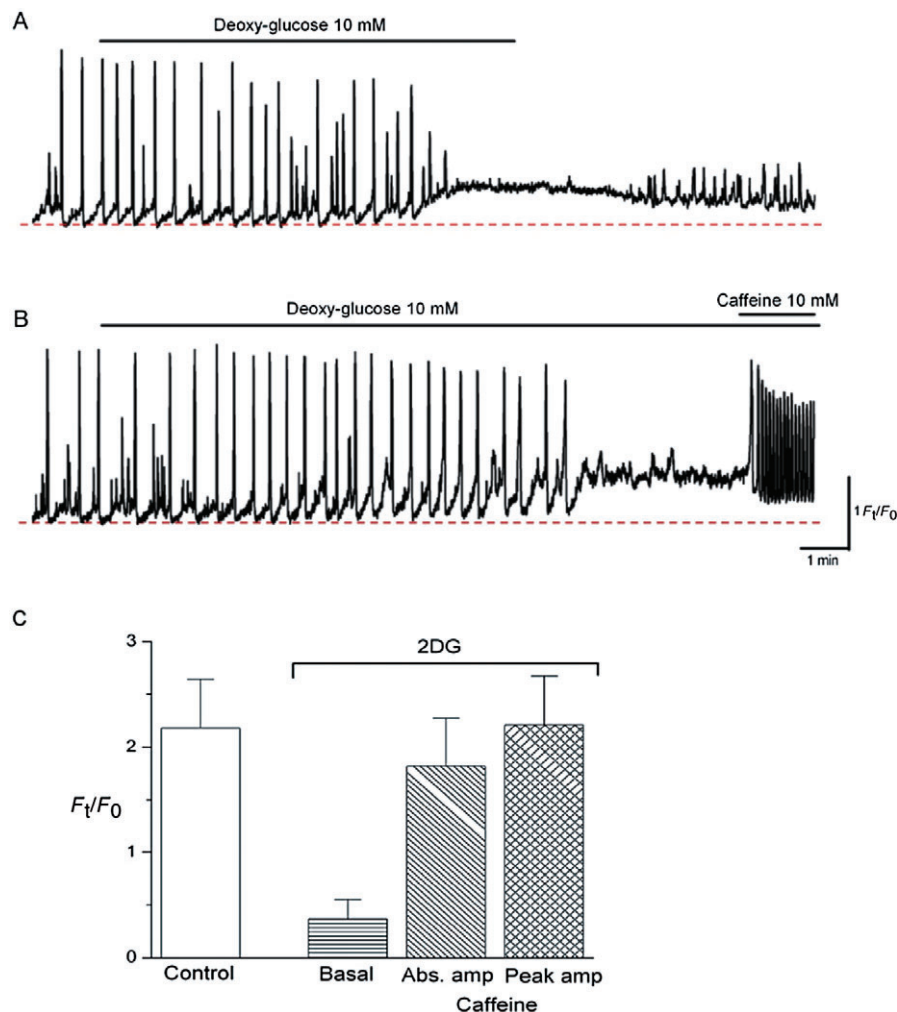 A
Deoxy-glucose 10 mM
B
Deoxy-glucose 10 mM
Caffeine 10 mM
1 Ft/F0
1 min
C
3
2DG
2
Ft/F0
1
0
Control
Basal
Abs. amp
Peak amp
Caffeine